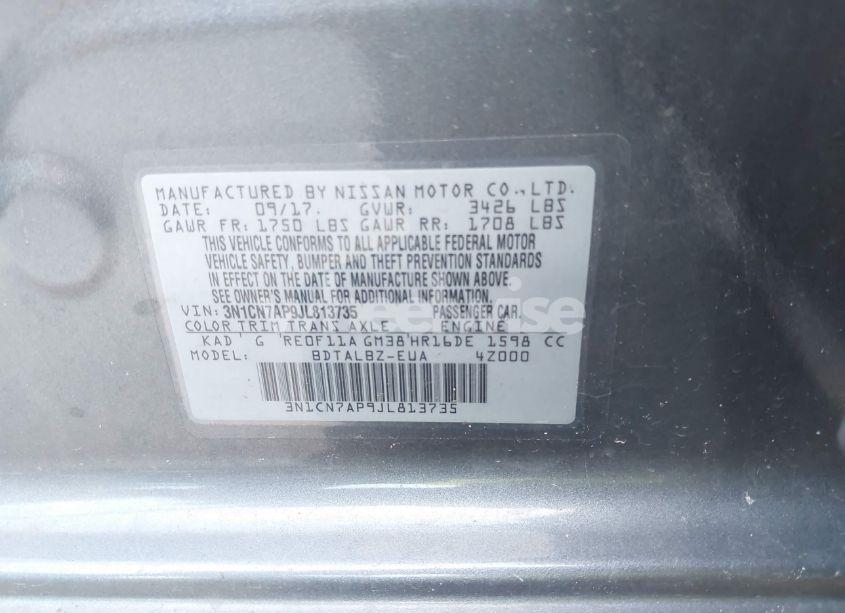 MANUFACTURED BY NISSAN MOTOR CO.,LTD.
DATE: 09/17. GVWR: 3426 LBS
GAWR FR: 1750 LBS GAWR RR: 1708 LBS
THIS VEHICLE CONFORMS TO ALL APPLICABLE FEDERAL MOTOR
VEHICLE SAFETY, BUMPER AND THEFT PREVENTION STANDARDS
IN EFFECT ON THE DATE OF MANUFACTURE SHOWN ABOVE.
SEE OWNER'S MANUAL FOR ADDITIONAL INFORMATION.
VIN: 3N1CN7AP9JL813735 PASSENGER CAR.
COLOR TRIM TRANS AXLE ENGINE
KAD ' G 'RE0F11A GM38'HR16DE 1598 CC
MODEL: BDTALBZ-EUA 4Z000
3N1CN7AP9JL813735